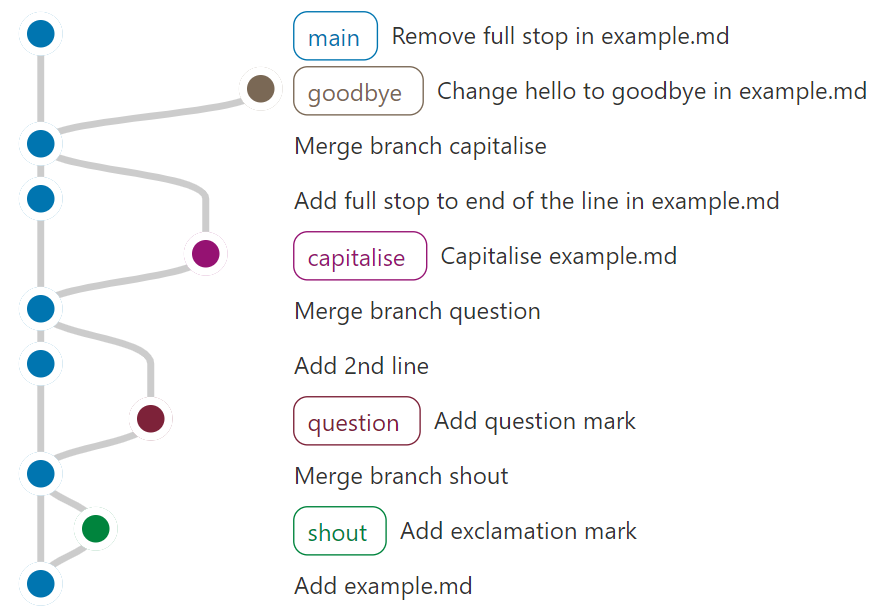 main Remove full stop in example.md
goodbye Change hello to goodbye in example.md
Merge branch capitalise
Add full stop to end of the line in example.md
capitalise Capitalise example.md
Merge branch question
Add 2nd line
question Add question mark
Merge branch shout
shout Add exclamation mark
Add example.md